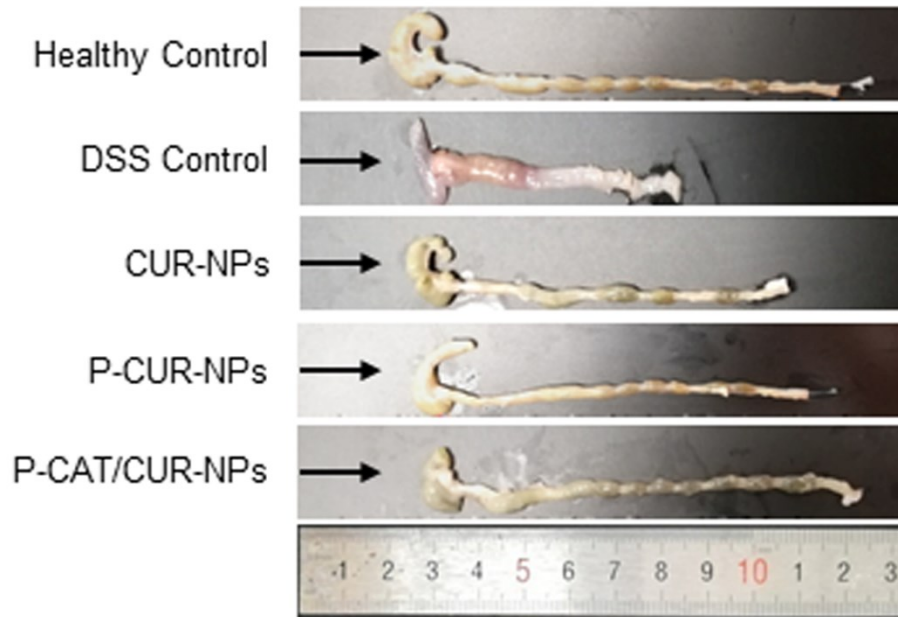 Healthy Control
DSS Control
CUR-NPs
P-CUR-NPs
P-CAT/CUR-NPs
1 2 3 4 5 6 7 8 9 10 1 2 3